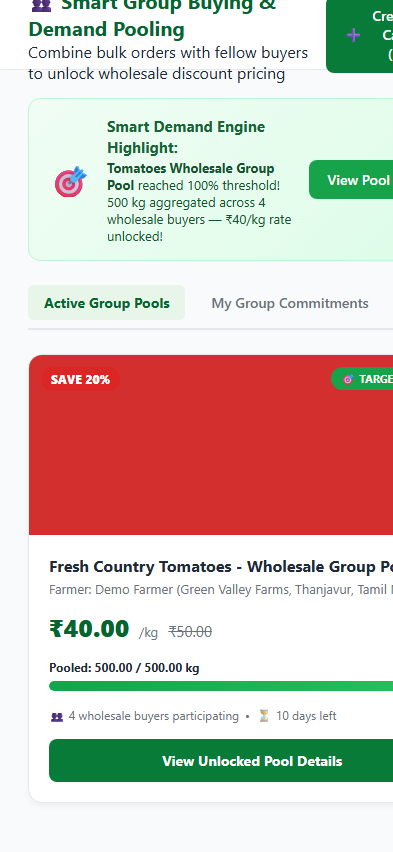 Smart Group Buying &
Demand Pooling
Combine bulk orders with fellow buyers
to unlock wholesale discount pricing
Smart Demand Engine
Highlight:
Tomatoes Wholesale Group
Pool reached 100% threshold!
500 kg aggregated across 4
wholesale buyers — ₹40/kg rate
unlocked!
View Pool
Active Group Pools
My Group Commitments
SAVE 20%
Fresh Country Tomatoes - Wholesale Group
Farmer: Demo Farmer (Green Valley Farms, Thanjavur, Tamil
₹40.00 /kg ₹50.00
Pooled: 500.00 / 500.00 kg
4 wholesale buyers participating • 10 days left
View Unlocked Pool Details